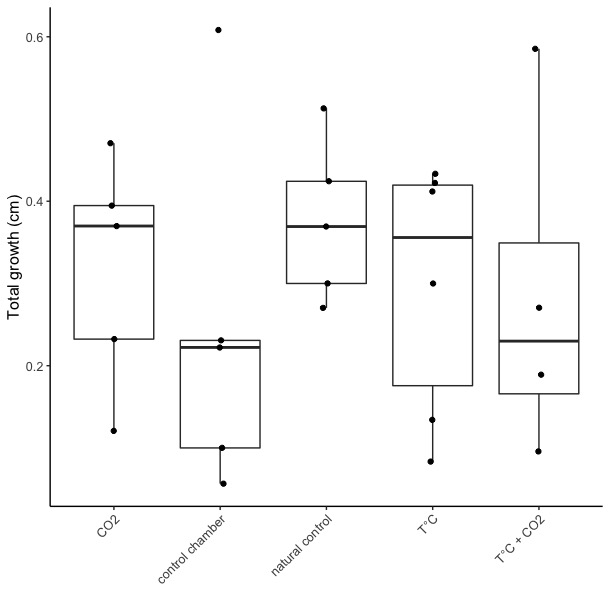 Total growth (cm)
0.6
0.4
0.2
CO2
control chamber
natural control
T°C
T°C + CO2